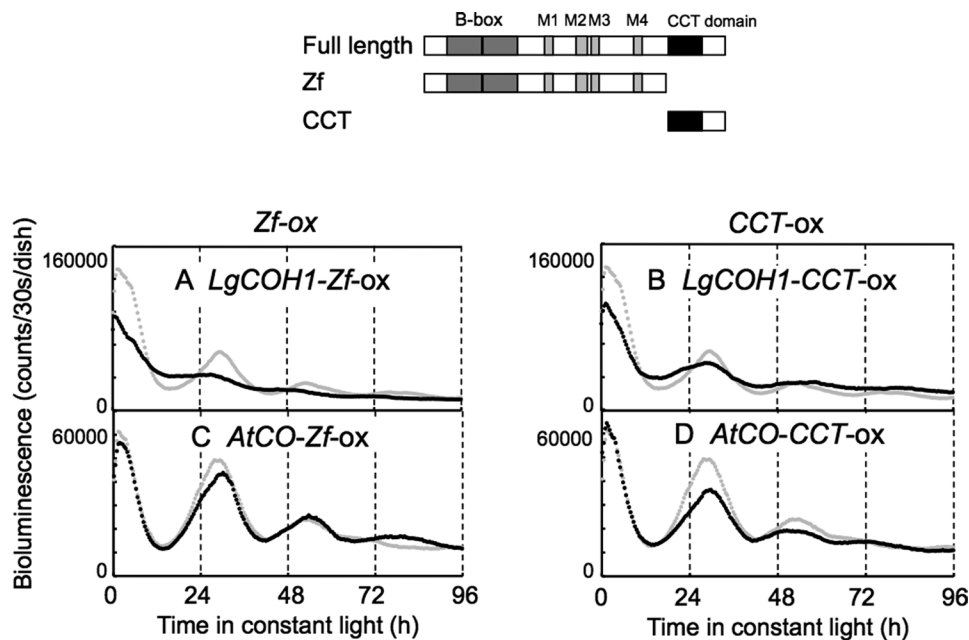 B-box M1 M2 M3 M4 CCT domain
Full length
Zf
CCT
Zf-ox CCT-ox
Bioluminescence (counts/30s/dish)
160000 A LgCOH1-Zf-ox
0
60000 C AtCO-Zf-ox
0
0 24 48 72 96
Time in constant light (h)
160000 B LgCOH1-CCT-ox
0
60000 D AtCO-CCT-ox
0
0 24 48 72 96
Time in constant light (h)